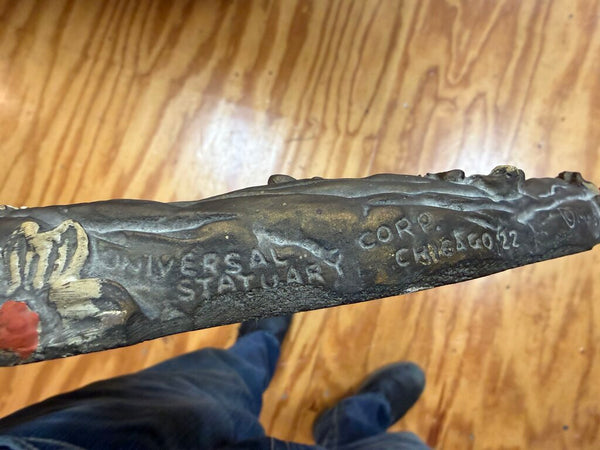 UNIVERSAL
STATUARY CORP.
CHICAGO '22